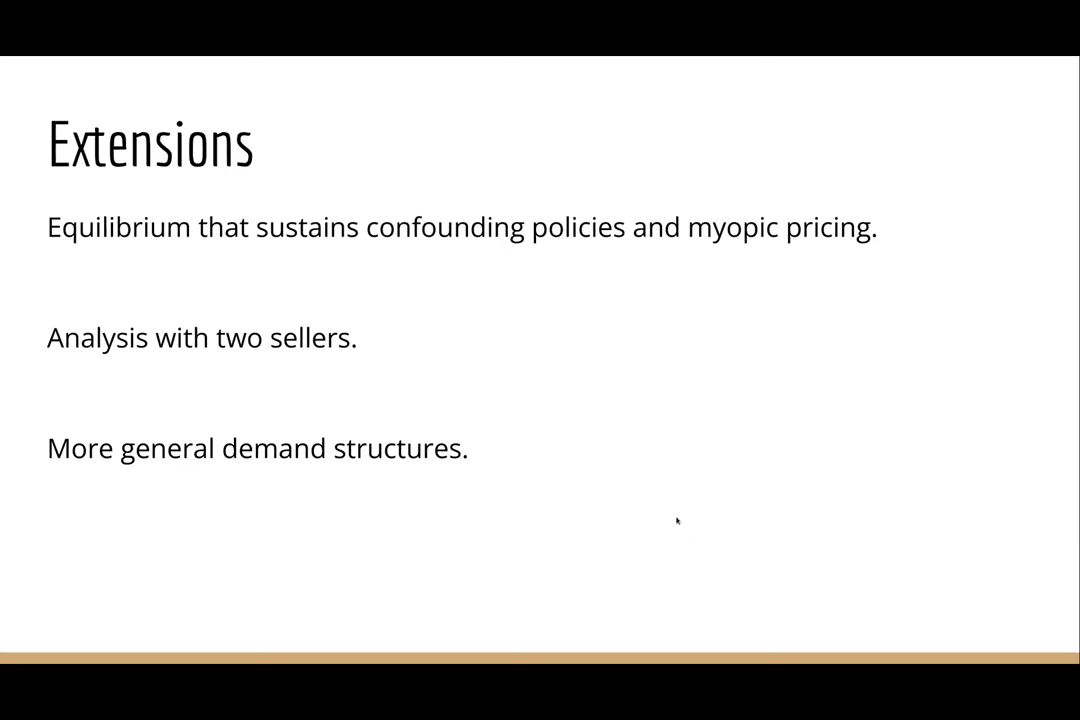 Extensions
Equilibrium that sustains confounding policies and myopic pricing.
Analysis with two sellers.
More general demand structures.